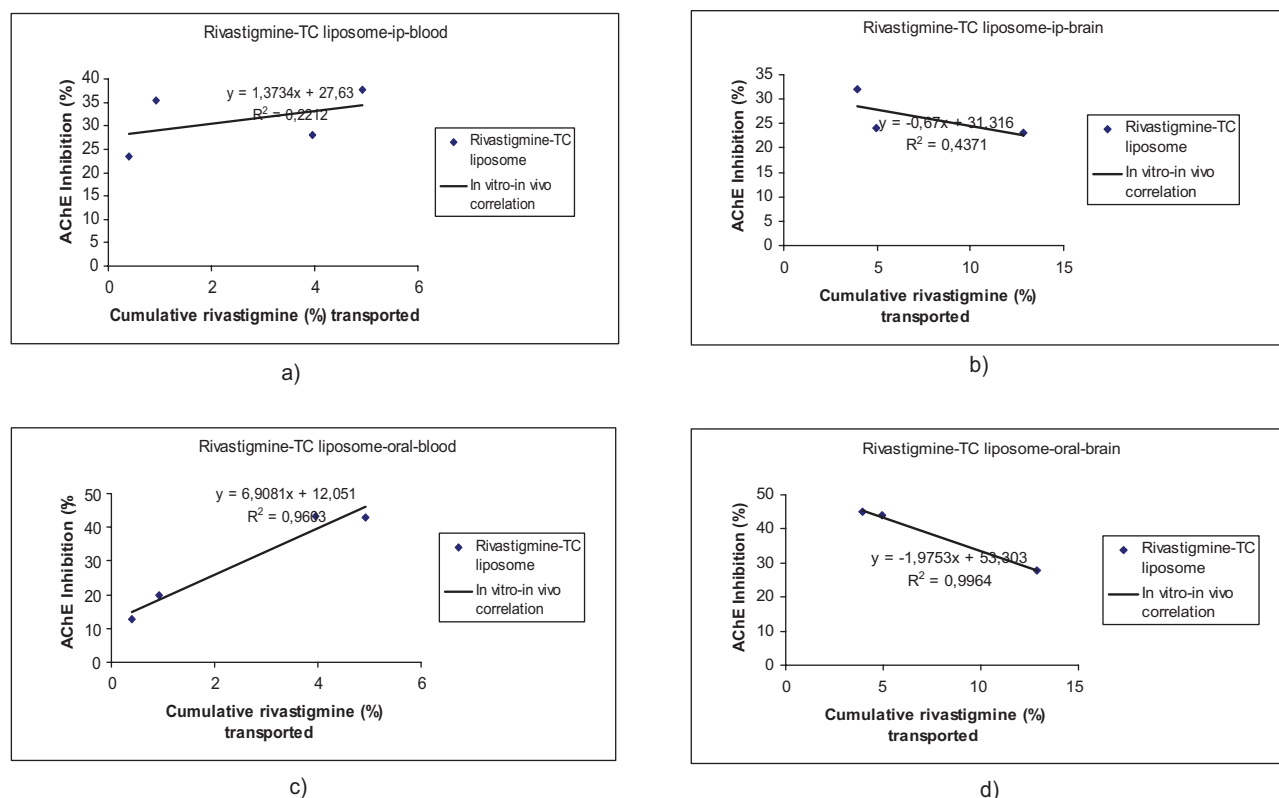 Rivastigmine-TC liposome-ip-blood
AChE Inhibition (%)
40
35
30
25
20
15
10
5
0
y = 1,3734x + 27,63
R² = 0,2212
0 2 4 6
Cumulative rivastigmine (%) transported
Rivastigmine-TC
liposome
In vitro-in vivo
correlation
a)
Rivastigmine-TC liposome-ip-brain
AChE Inhibition (%)
35
30
25
20
15
10
5
0
y = -0,67x + 31,316
R² = 0,4371
0 5 10 15
Cumulative rivastigmine (%)
transported
Rivastigmine-TC
liposome
In vitro-in vivo
correlation
b)
Rivastigmine-TC liposome-oral-blood
AChE Inhibition (%
50
40
30
20
10
0
y = 6,9081x + 12,051
R² = 0,9603
0 2 4 6
Cumulative rivastigmine (%)
transported
Rivastigmine-TC
liposome
In vitro-in vivo
correlation
c)
Rivastigmine-TC liposome-oral-brain
AChE Inhibition (%)
50
40
30
20
10
0
y = -1,9753x + 53,303
R² = 0,9964
0 5 10 15
Cumulative rivastigmine (%)
transported
Rivastigmine-TC
liposome
In vitro-in vivo
correlation
d)